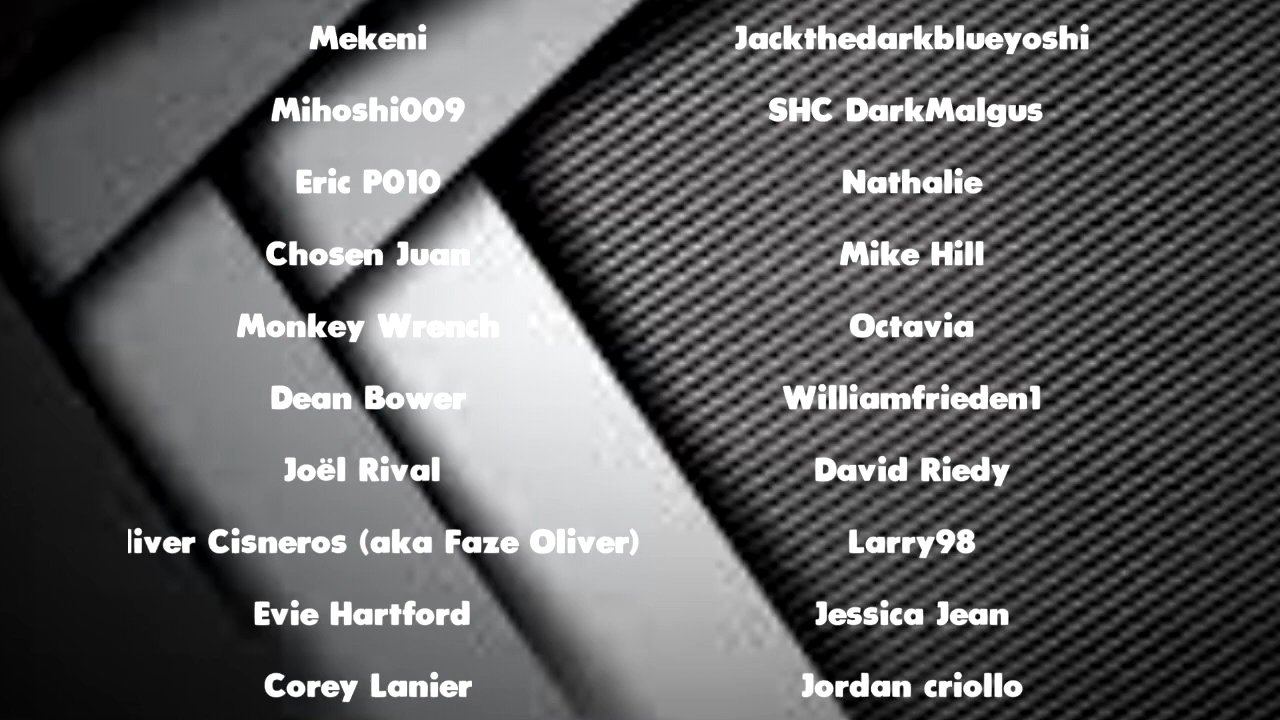 Mekeni
Jackthedarkblueyoshi
Mihoshi009
SHC DarkMalgus
Eric P010
Nathalie
Chosen Juan
Mike Hill
Monkey Wrench
Octavia
Dean Bower
Williamfrieden1
Joël Rival
David Riedy
liver Cisneros (aka Faze Oliver)
Larry98
Evie Hartford
Jessica Jean
Corey Lanier
Jordan criollo